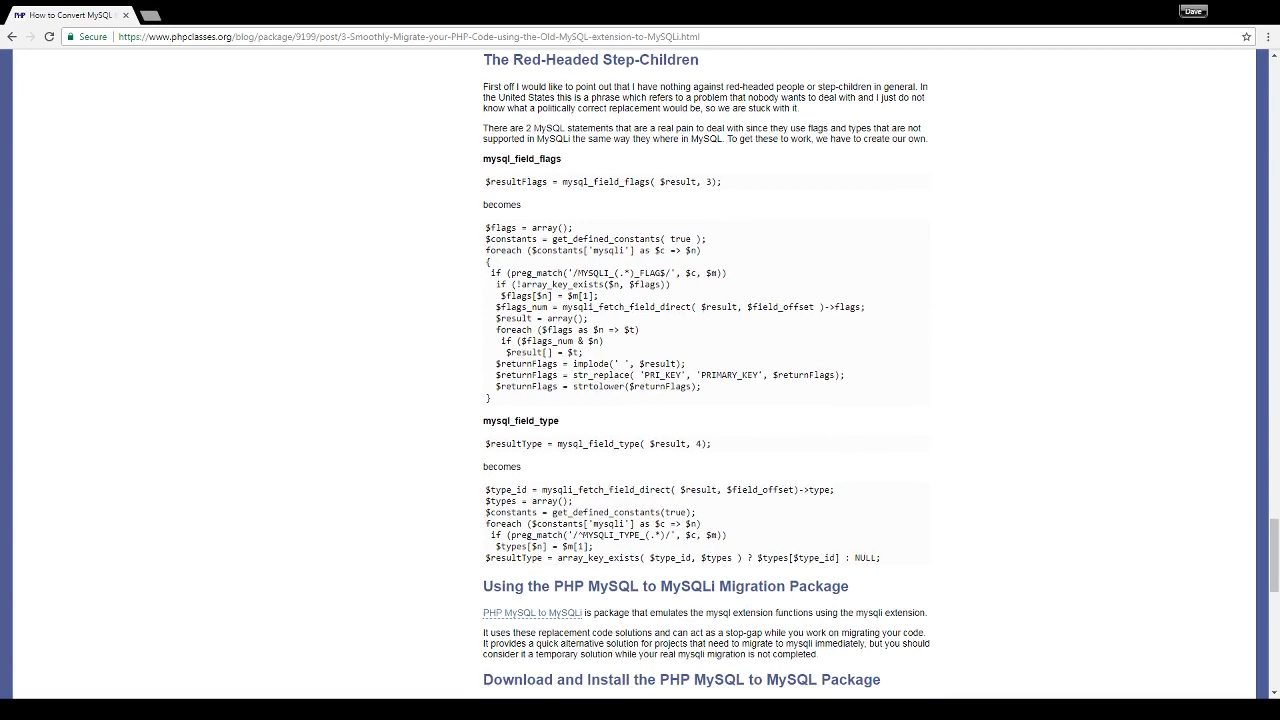 How to Convert MySQL
Dave
Secure
https://www.phpclasses.org/blog/package/9199/post/3-Smoothly-Migrate-your-PHP-Code-using-the-Old-MySQL-extension-to-MySQLi.html
The Red-Headed Step-Children
First off I would like to point out that I have nothing against red-headed people or step-children in general. In
the United States this is a phrase which refers to a problem that nobody wants to deal with and I just do not
know what a politically correct replacement would be, so we are stuck with it.
There are 2 MySQL statements that are a real pain to deal with since they use flags and types that are not
supported in MySQLi the same way they where in MySQL. To get these to work, we have to create our own.
mysql_field_flags
$resultFlags = mysql_field_flags( $result, 3);
becomes
$flags = array();
$constants = get_defined_constants( true );
foreach ($constants['mysqli'] as $c => $n)
{
if (preg_match('/MYSQLI_(.*)_FLAG$/', $c, $m))
if (!array_key_exists($n, $flags))
$flags[$n] = $m[1];
$flags_num = mysqli_fetch_field_direct( $result, $field_offset )->flags;
$result = array();
foreach ($flags as $n => $t)
if ($flags_num & $n)
$result[] = $t;
$returnFlags = implode(' ', $result);
$returnFlags = str_replace( 'PRI_KEY', 'PRIMARY_KEY', $returnFlags);
$returnFlags = strtolower($returnFlags);
}
mysql_field_type
$resultType = mysql_field_type( $result, 4);
becomes
$type_id = mysqli_fetch_field_direct( $result, $field_offset)->type;
$types = array();
$constants = get_defined_constants(true);
foreach ($constants['mysqli'] as $c => $n)
if (preg_match('/^MYSQLI_TYPE_(.*)/', $c, $m))
$types[$n] = $m[1];
$resultType = array_key_exists( $type_id, $types ) ? $types[$type_id] : NULL;
Using the PHP MySQL to MySQLi Migration Package
PHP MySQL to MySQLi is package that emulates the mysql extension functions using the mysqli extension.
It uses these replacement code solutions and can act as a stop-gap while you work on migrating your code.
It provides a quick alternative solution for projects that need to migrate to mysqli immediately, but you should
consider it a temporary solution while your real mysqli migration is not completed.
Download and Install the PHP MySQL to MySQL Package